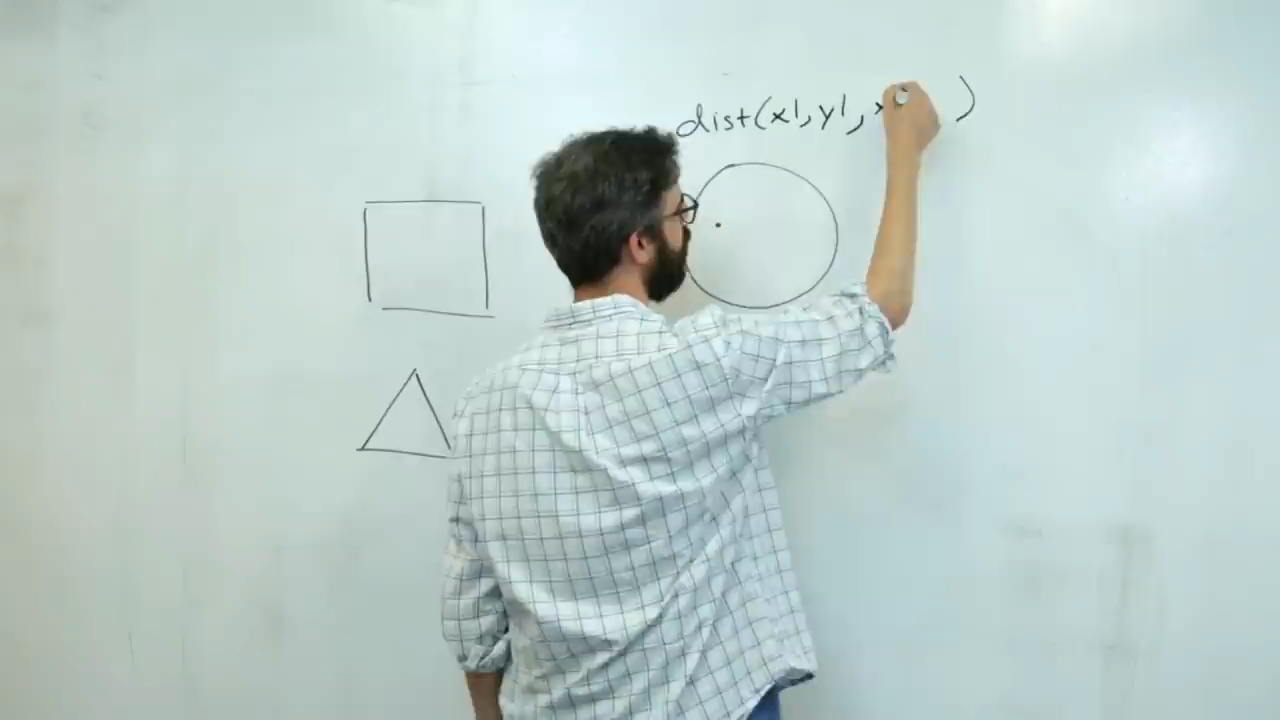 dist(x1, y1, x )